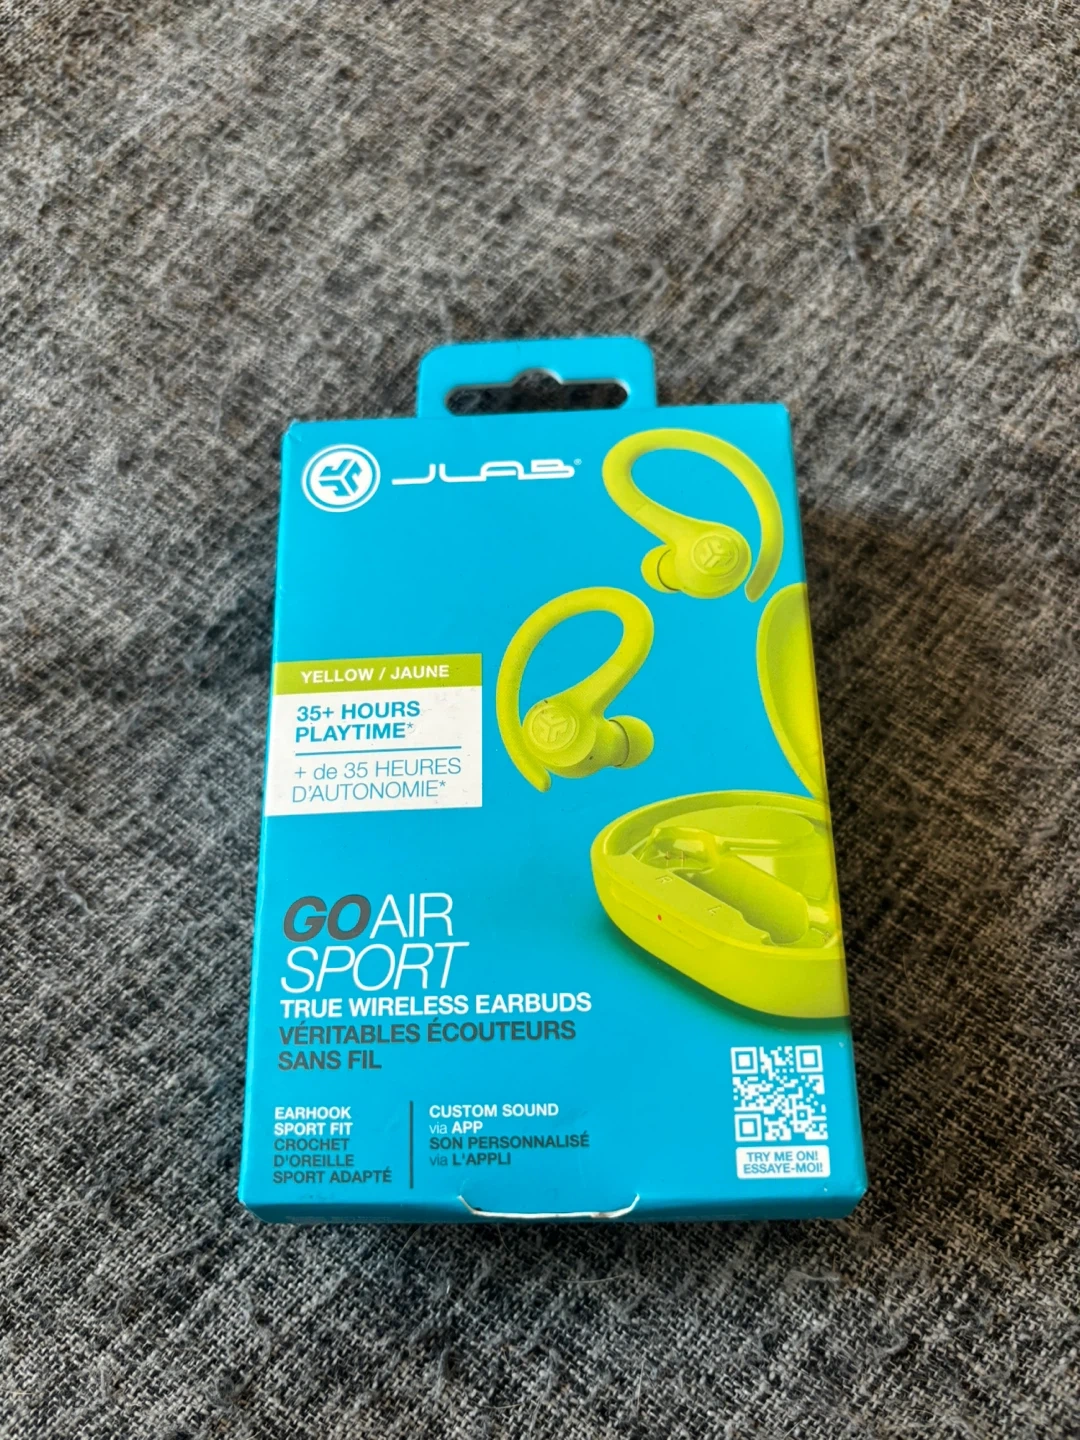 JLAB
YELLOW / JAUNE
35+ HOURS
PLAYTIME*
+ de 35 HEURES
D'AUTONOMIE*
GO AIR
SPORT
TRUE WIRELESS EARBUDS
VÉRITABLES ÉCOUTEURS
SANS FIL
EARHOOK
SPORT FIT
CROCHET
D'OREILLE
SPORT ADAPTÉ
CUSTOM SOUND
via APP
SON PERSONNALISÉ
via L'APPLI
TRY ME ON!
ESSAYE-MOI!